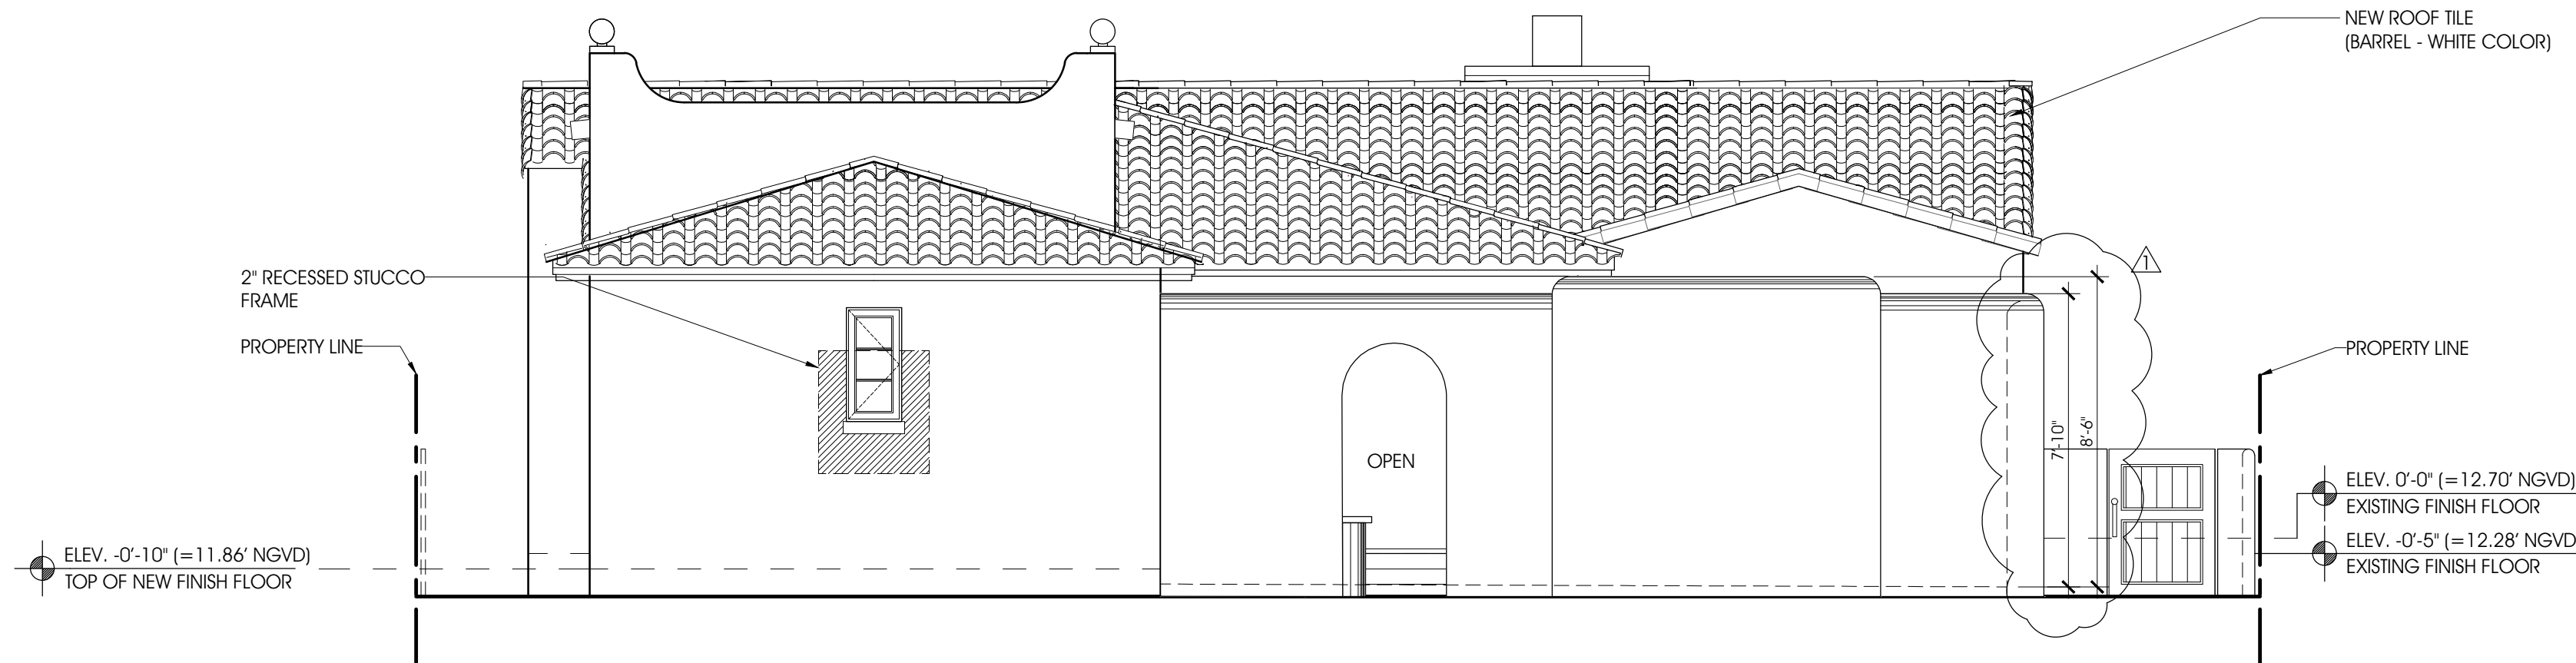 NEW ROOF TILE
(BARREL - WHITE COLOR)
2" RECESSED STUCCO
FRAME
1
PROPERTY LINE
PROPERTY LINE
7'-10"
8'-6"
OPEN
ELEV. 0'-0" (=12.70' NGVD)
EXISTING FINISH FLOOR
ELEV. -0'-5" (=12.28' NGVD
EXISTING FINISH FLOOR
ELEV. -0'-10" (=11.86' NGVD)
TOP OF NEW FINISH FLOOR